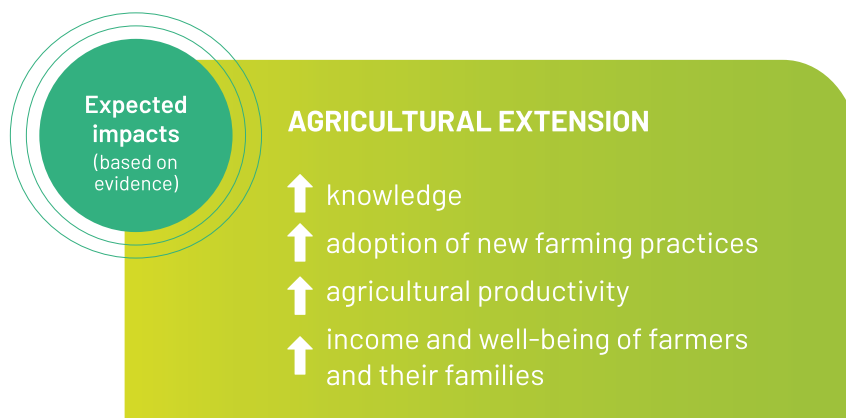 Expected
impacts
(based on
evidence)
AGRICULTURAL EXTENSION
knowledge
adoption of new farming practices
agricultural productivity
income and well-being of farmers
and their families